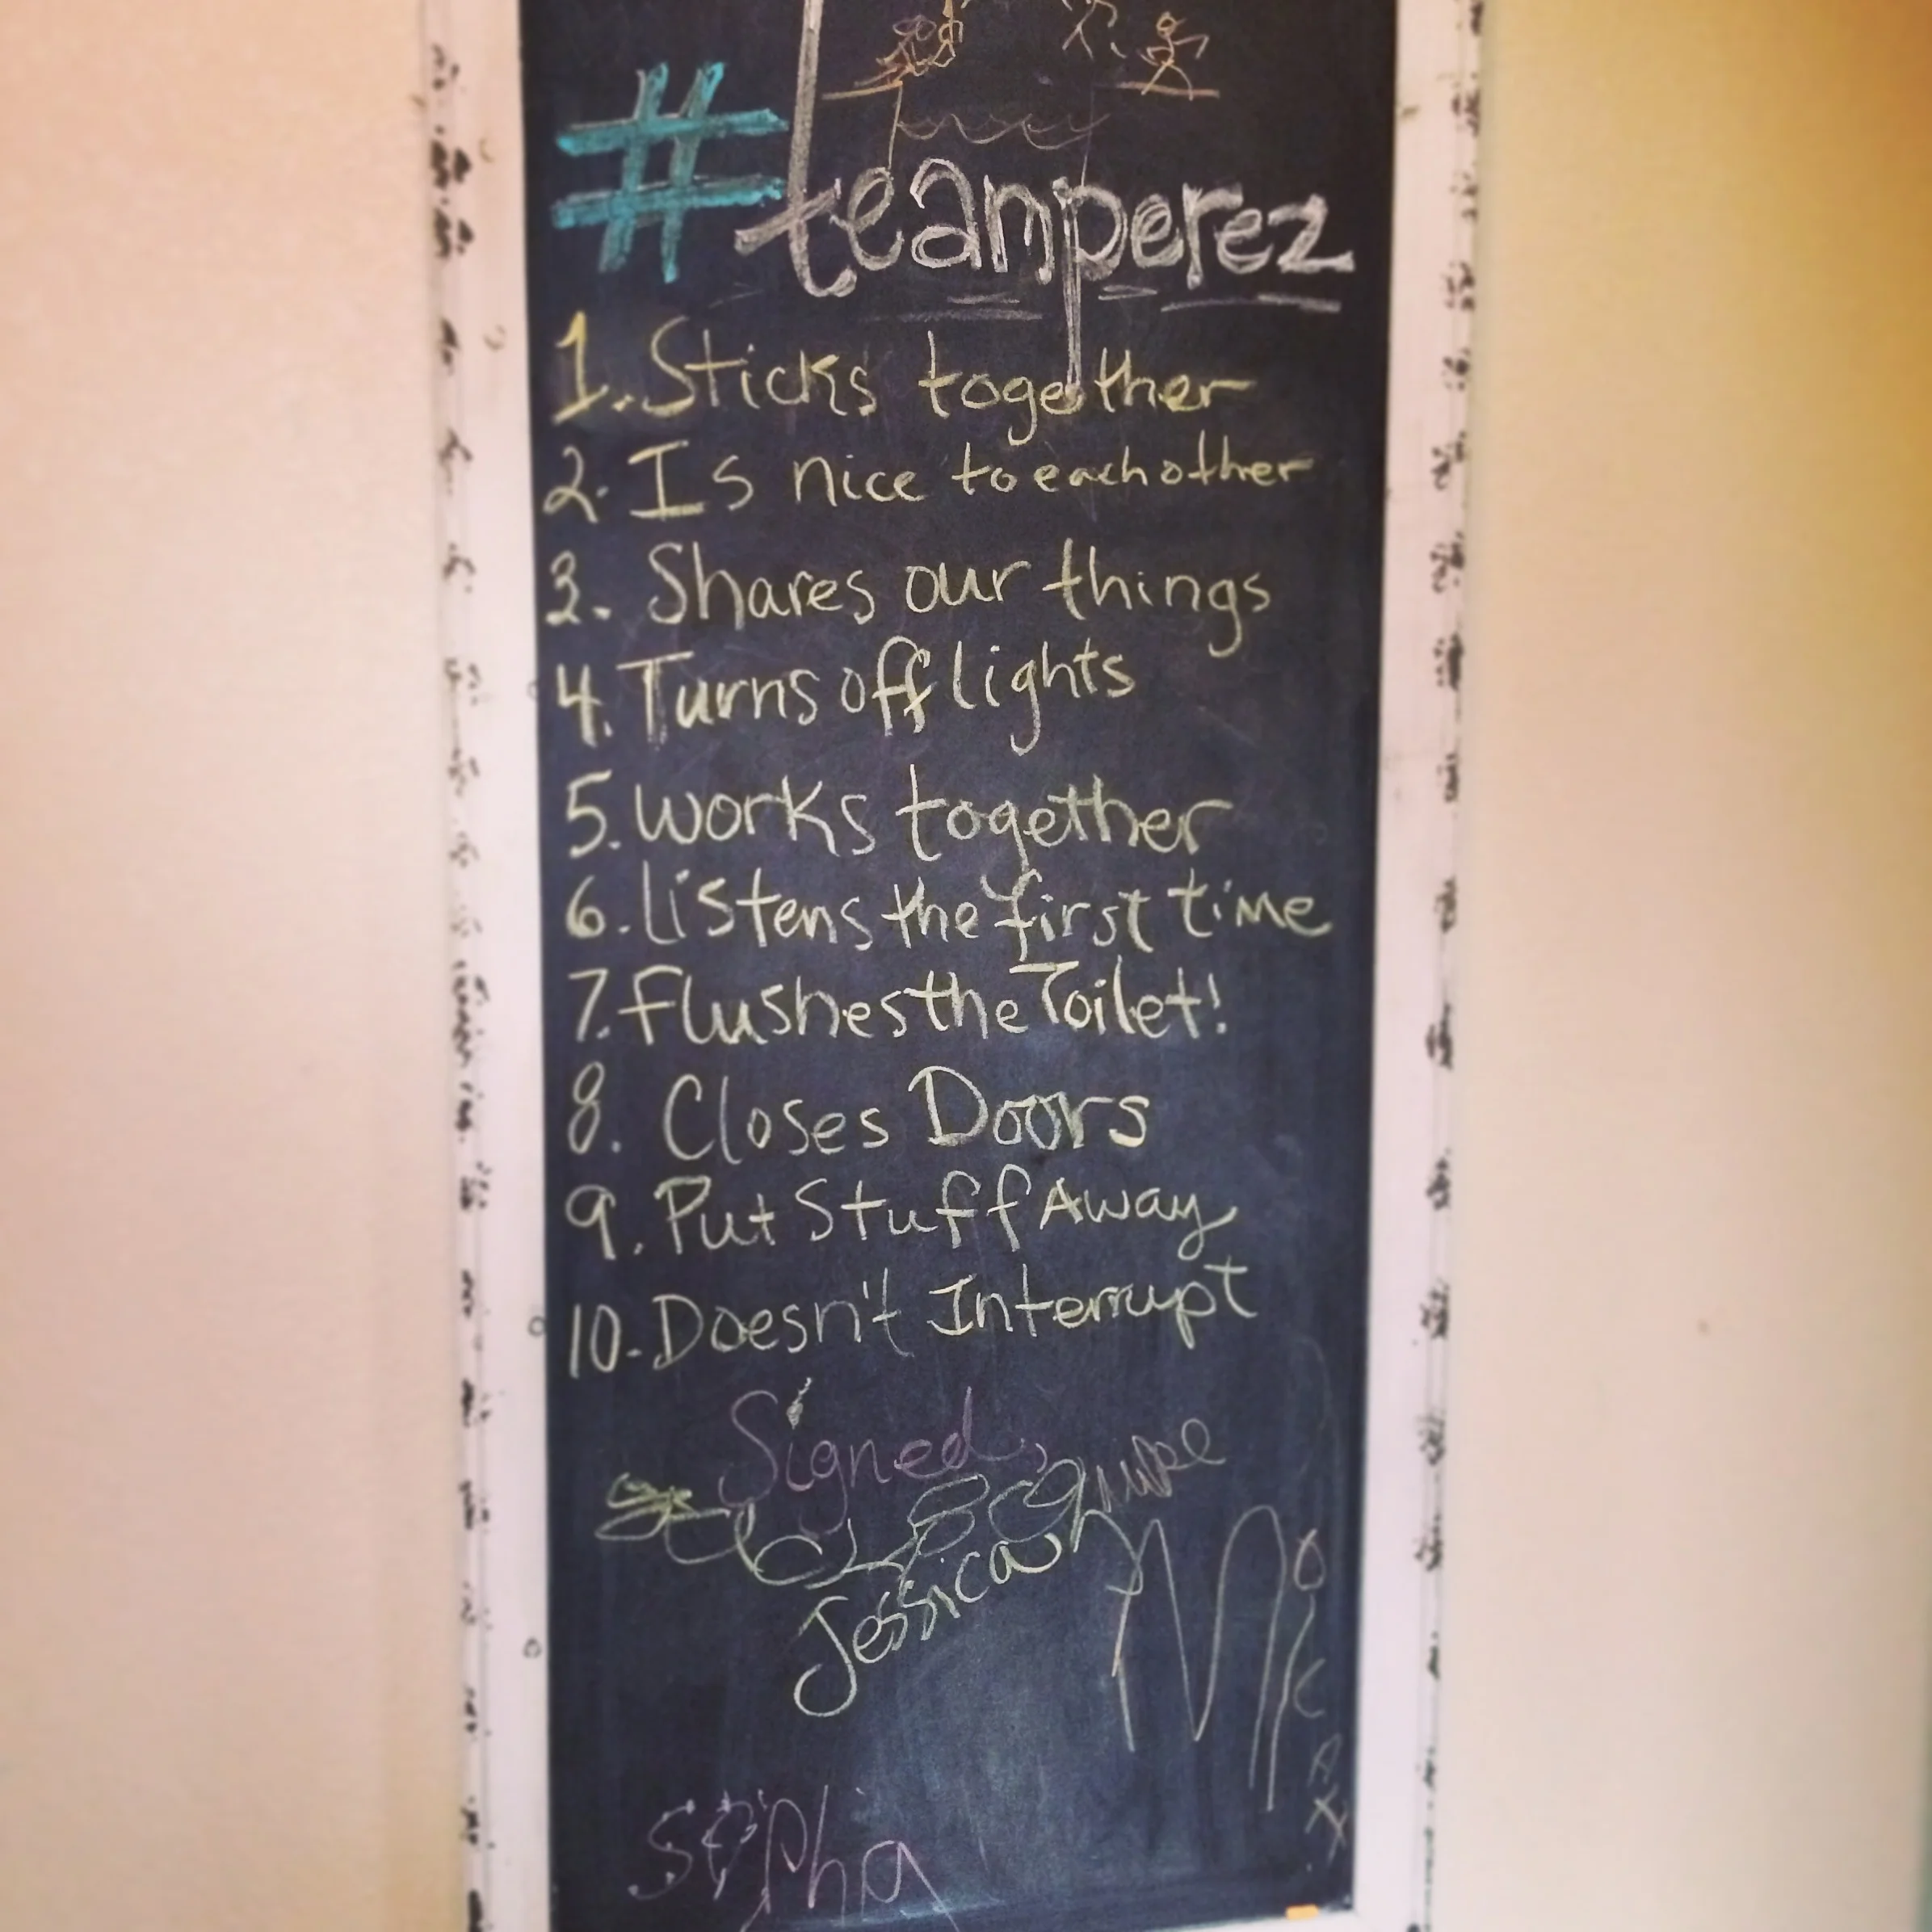 #teamperez
1. Sticks together
2. Is nice to each other
3. Shares our things
4. Turns off lights
5. works together
6. Listens the first time
7. Flushes the Toilet!
8. Closes Doors
9. Put Stuff Away
10. Doesn't Interrupt
Signed,
Jessica